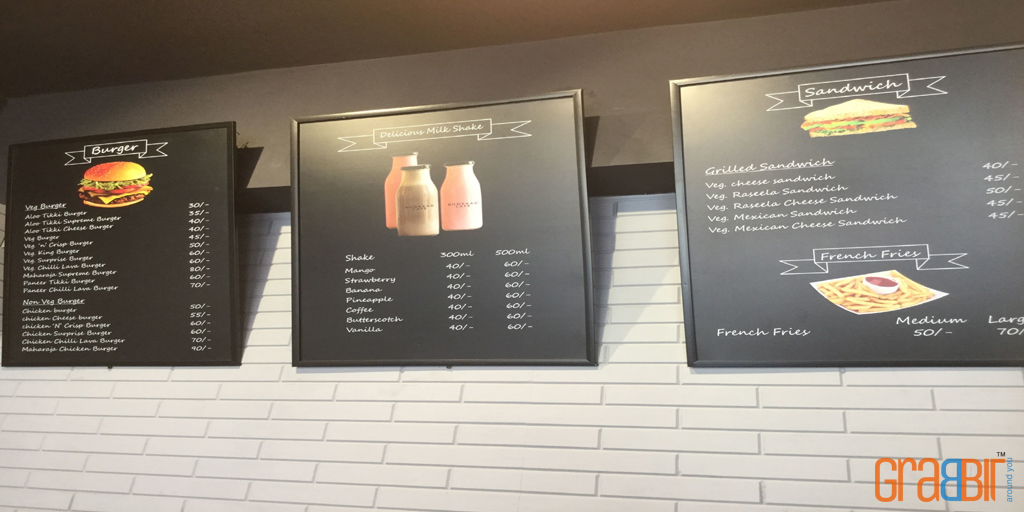 Burger
Veg Burger
Aloo Tikki Burger 30/-
Aloo Tikki Supreme Burger 35/-
Aloo Tikki Cheese Burger 40/-
Veg Burger 40/-
Veg 'n' Crisp Burger 45/-
Veg King Burger 50/-
Veg Surprise Burger 60/-
Veg Chilli Lava Burger 60/-
Maharaja Supreme Burger 80/-
Paneer Tikki Burger 60/-
Paneer Chilli Lava Burger 70/-
Non Veg Burger
Chicken burger 50/-
chicken Cheese burger 55/-
chicken 'N' Crisp Burger 60/-
Chicken Surprise Burger 60/-
Chicken Chilli Lava Burger 70/-
Maharaja Chicken Burger 90/-
Delicious Milk Shake
Shake 300ml 500ml
Mango 40/- 60/-
Strawberry 40/- 60/-
Banana 40/- 60/-
Pineapple 40/- 60/-
Coffee 40/- 60/-
Butterscotch 40/- 60/-
Vanilla 40/- 60/-
Sandwich
Grilled Sandwich
Veg. cheese sandwich 40/-
Veg. Raseela Sandwich 45/-
Veg. Raseela Cheese Sandwich 50/-
Veg. Mexican Sandwich 45/-
Veg. Mexican Cheese Sandwich 45/-
French Fries
Medium Larg
French Fries 50/- 70/
GRABBIT TM
around you